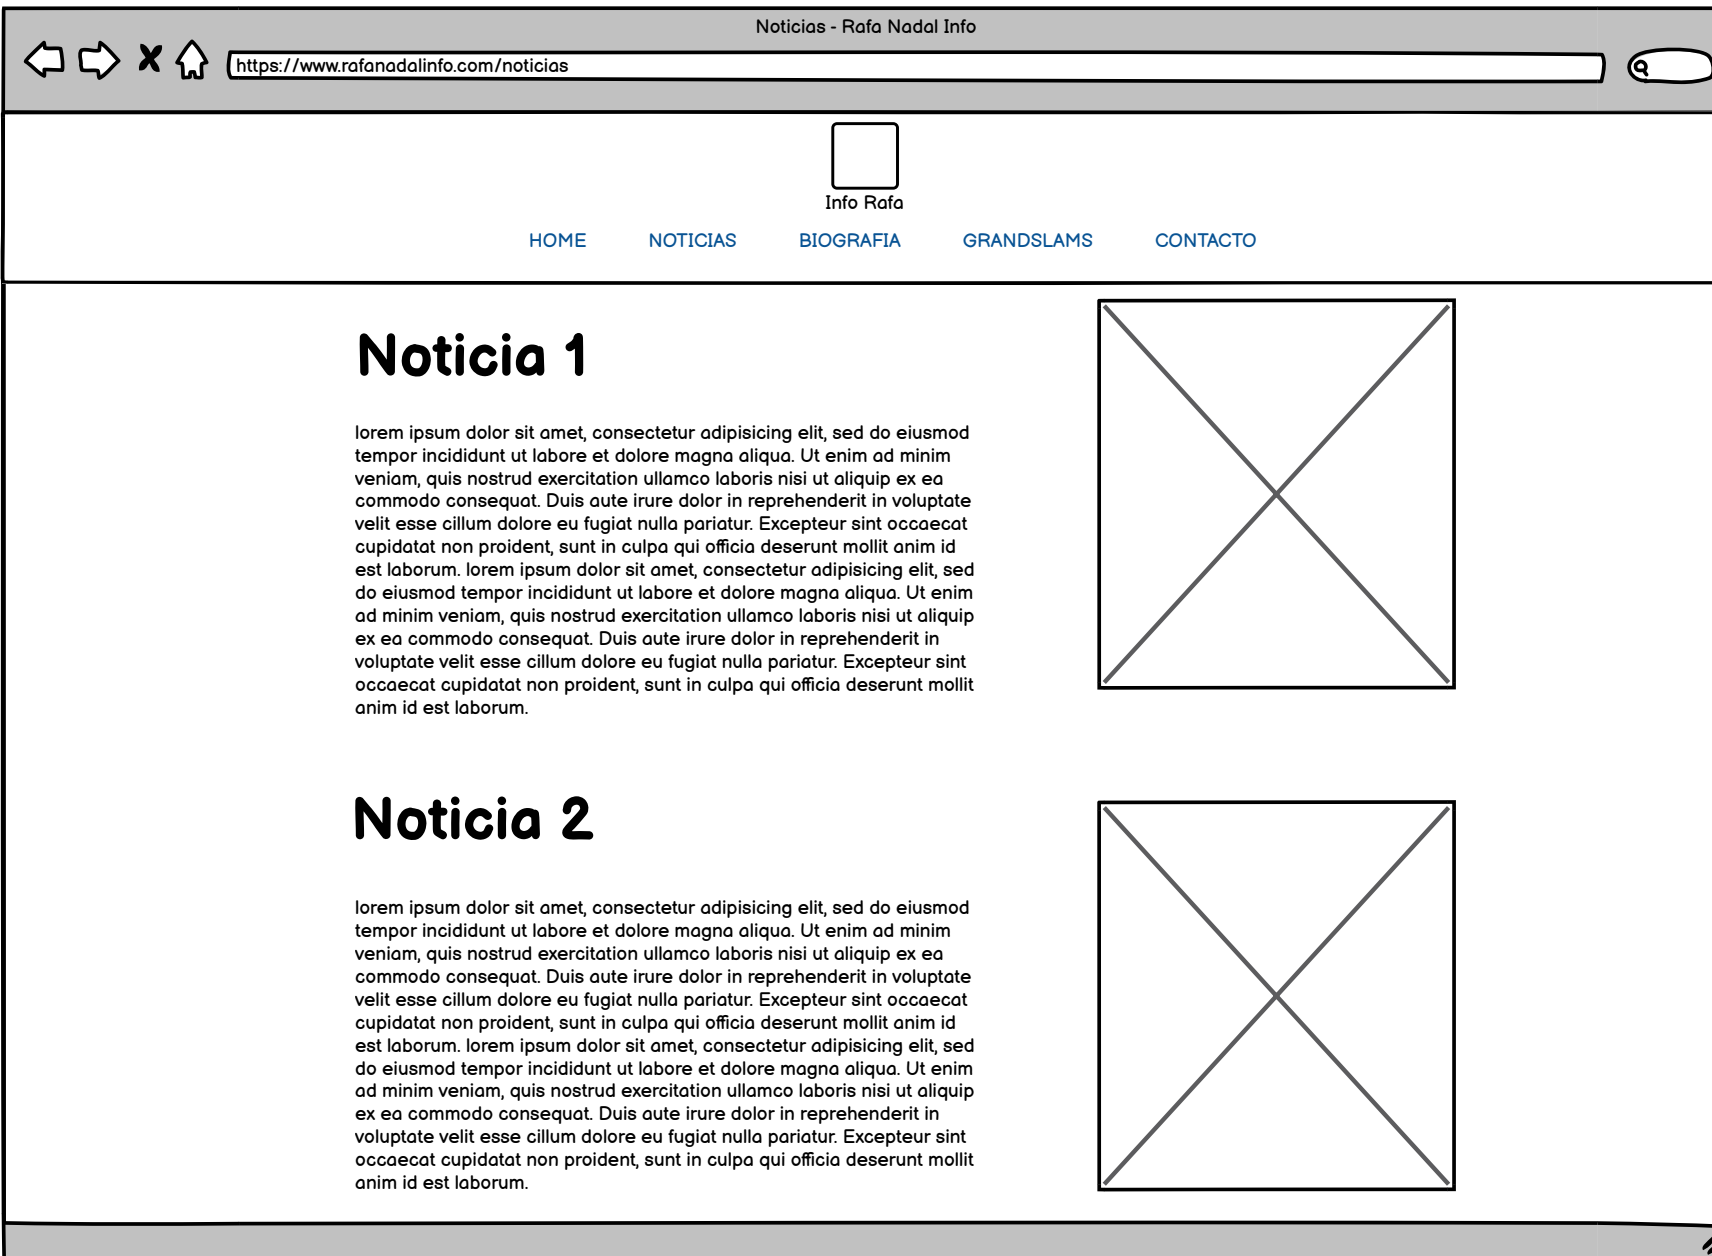 Noticias - Rafa Nadal Info
https://www.rafanadalinfo.com/noticias
Info Rafa
HOME NOTICIAS BIOGRAFIA GRANDSLAMS CONTACTO
Noticia 1
lorem ipsum dolor sit amet, consectetur adipisicing elit, sed do eiusmod
tempor incididunt ut labore et dolore magna aliqua. Ut enim ad minim
veniam, quis nostrud exercitation ullamco laboris nisi ut aliquip ex ea
commodo consequat. Duis aute irure dolor in reprehenderit in voluptate
velit esse cillum dolore eu fugiat nulla pariatur. Excepteur sint occaecat
cupidatat non proident, sunt in culpa qui officia deserunt mollit anim id
est laborum. lorem ipsum dolor sit amet, consectetur adipisicing elit, sed
do eiusmod tempor incididunt ut labore et dolore magna aliqua. Ut enim
ad minim veniam, quis nostrud exercitation ullamco laboris nisi ut aliquip
ex ea commodo consequat. Duis aute irure dolor in reprehenderit in
voluptate velit esse cillum dolore eu fugiat nulla pariatur. Excepteur sint
occaecat cupidatat non proident, sunt in culpa qui officia deserunt mollit
anim id est laborum.
Noticia 2
lorem ipsum dolor sit amet, consectetur adipisicing elit, sed do eiusmod
tempor incididunt ut labore et dolore magna aliqua. Ut enim ad minim
veniam, quis nostrud exercitation ullamco laboris nisi ut aliquip ex ea
commodo consequat. Duis aute irure dolor in reprehenderit in voluptate
velit esse cillum dolore eu fugiat nulla pariatur. Excepteur sint occaecat
cupidatat non proident, sunt in culpa qui officia deserunt mollit anim id
est laborum. lorem ipsum dolor sit amet, consectetur adipisicing elit, sed
do eiusmod tempor incididunt ut labore et dolore magna aliqua. Ut enim
ad minim veniam, quis nostrud exercitation ullamco laboris nisi ut aliquip
ex ea commodo consequat. Duis aute irure dolor in reprehenderit in
voluptate velit esse cillum dolore eu fugiat nulla pariatur. Excepteur sint
occaecat cupidatat non proident, sunt in culpa qui officia deserunt mollit
anim id est laborum.